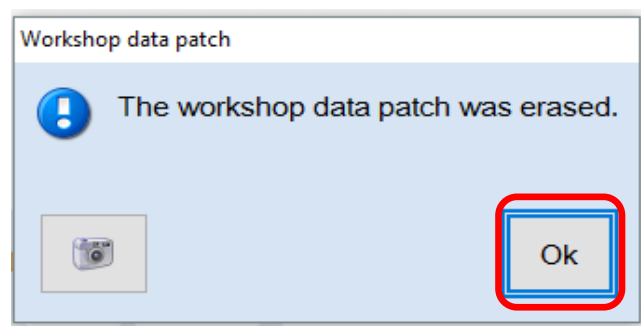 Workshop data patch
The workshop data patch was erased.
Ok